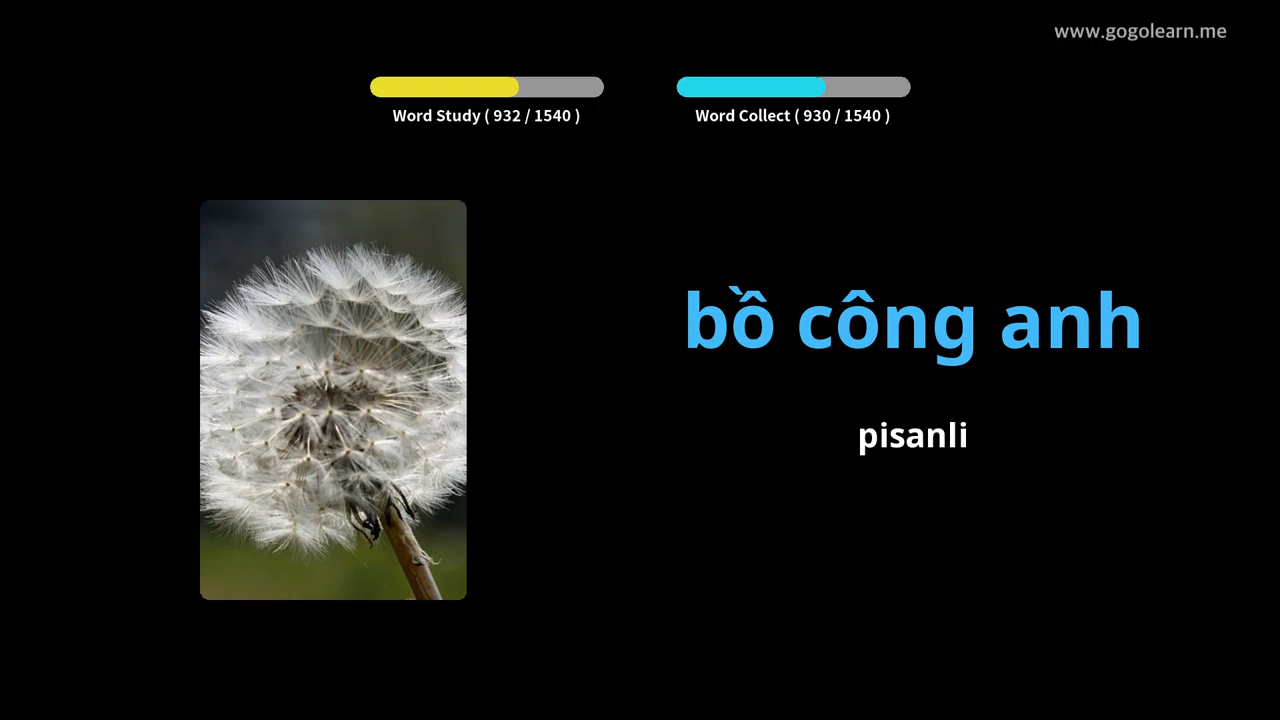 www.gogolearn.me
Word Study ( 932 / 1540 )
Word Collect ( 930 / 1540 )
bồ công anh
pisanli